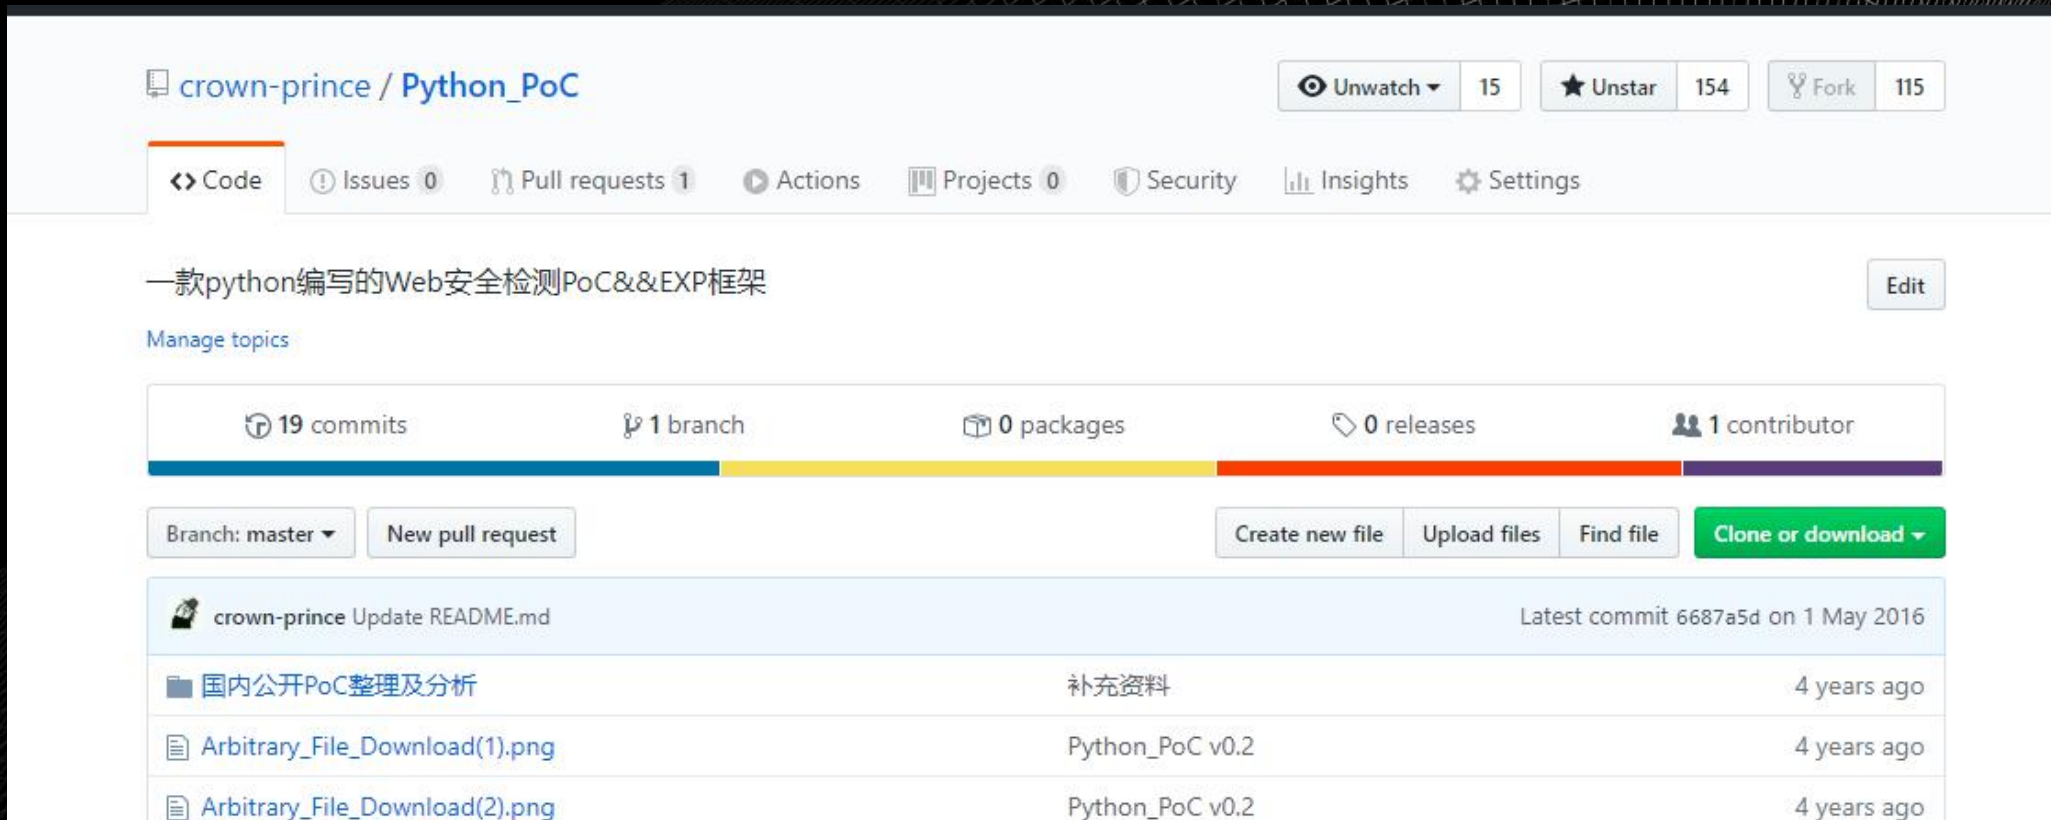 crown-prince / Python_PoC Unwatch 15 Unstar 154 Fork 115
Code Issues 0 Pull requests 1 Actions Projects 0 Security Insights Settings
一款python编写的Web安全检测PoC&&EXP框架 Edit
Manage topics
19 commits 1 branch 0 packages 0 releases 1 contributor
Branch: master New pull request Create new file Upload files Find file Clone or download
crown-prince Update README.md Latest commit 6687a5d on 1 May 2016
国内公开PoC整理及分析 补充资料 4 years ago
Arbitrary_File_Download(1).png Python_PoC v0.2 4 years ago
Arbitrary_File_Download(2).png Python_PoC v0.2 4 years ago